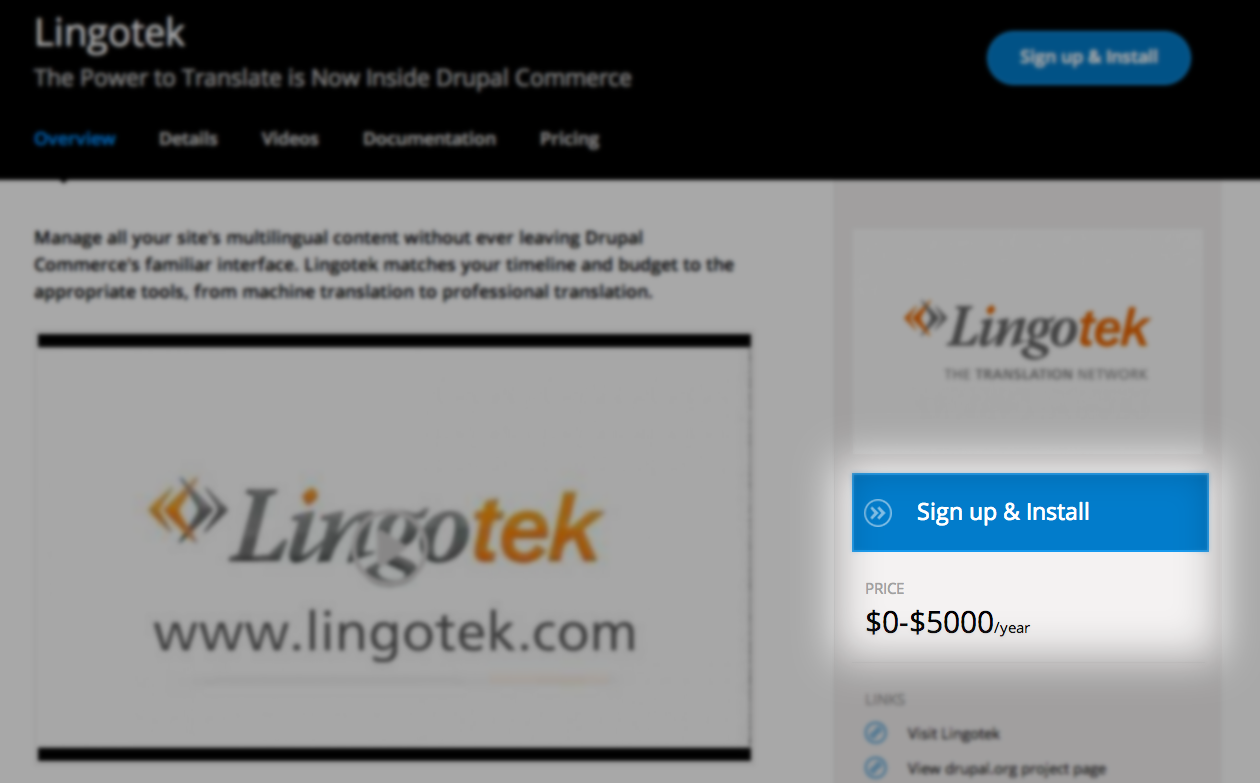 Lingotek
The Power to Translate is Now Inside Drupal Commerce
Sign up & Install
Overview Details Videos Documentation Pricing
Manage all your site's multilingual content without ever leaving Drupal
Commerce's familiar interface. Lingotek matches your timeline and budget to the
appropriate tools, from machine translation to professional translation.
Lingotek
www.lingotek.com
Lingotek
THE TRANSLATION NETWORK
Sign up & Install
PRICE
$0-$5000/year
LINKS
Visit Lingotek
View drupal.org project page